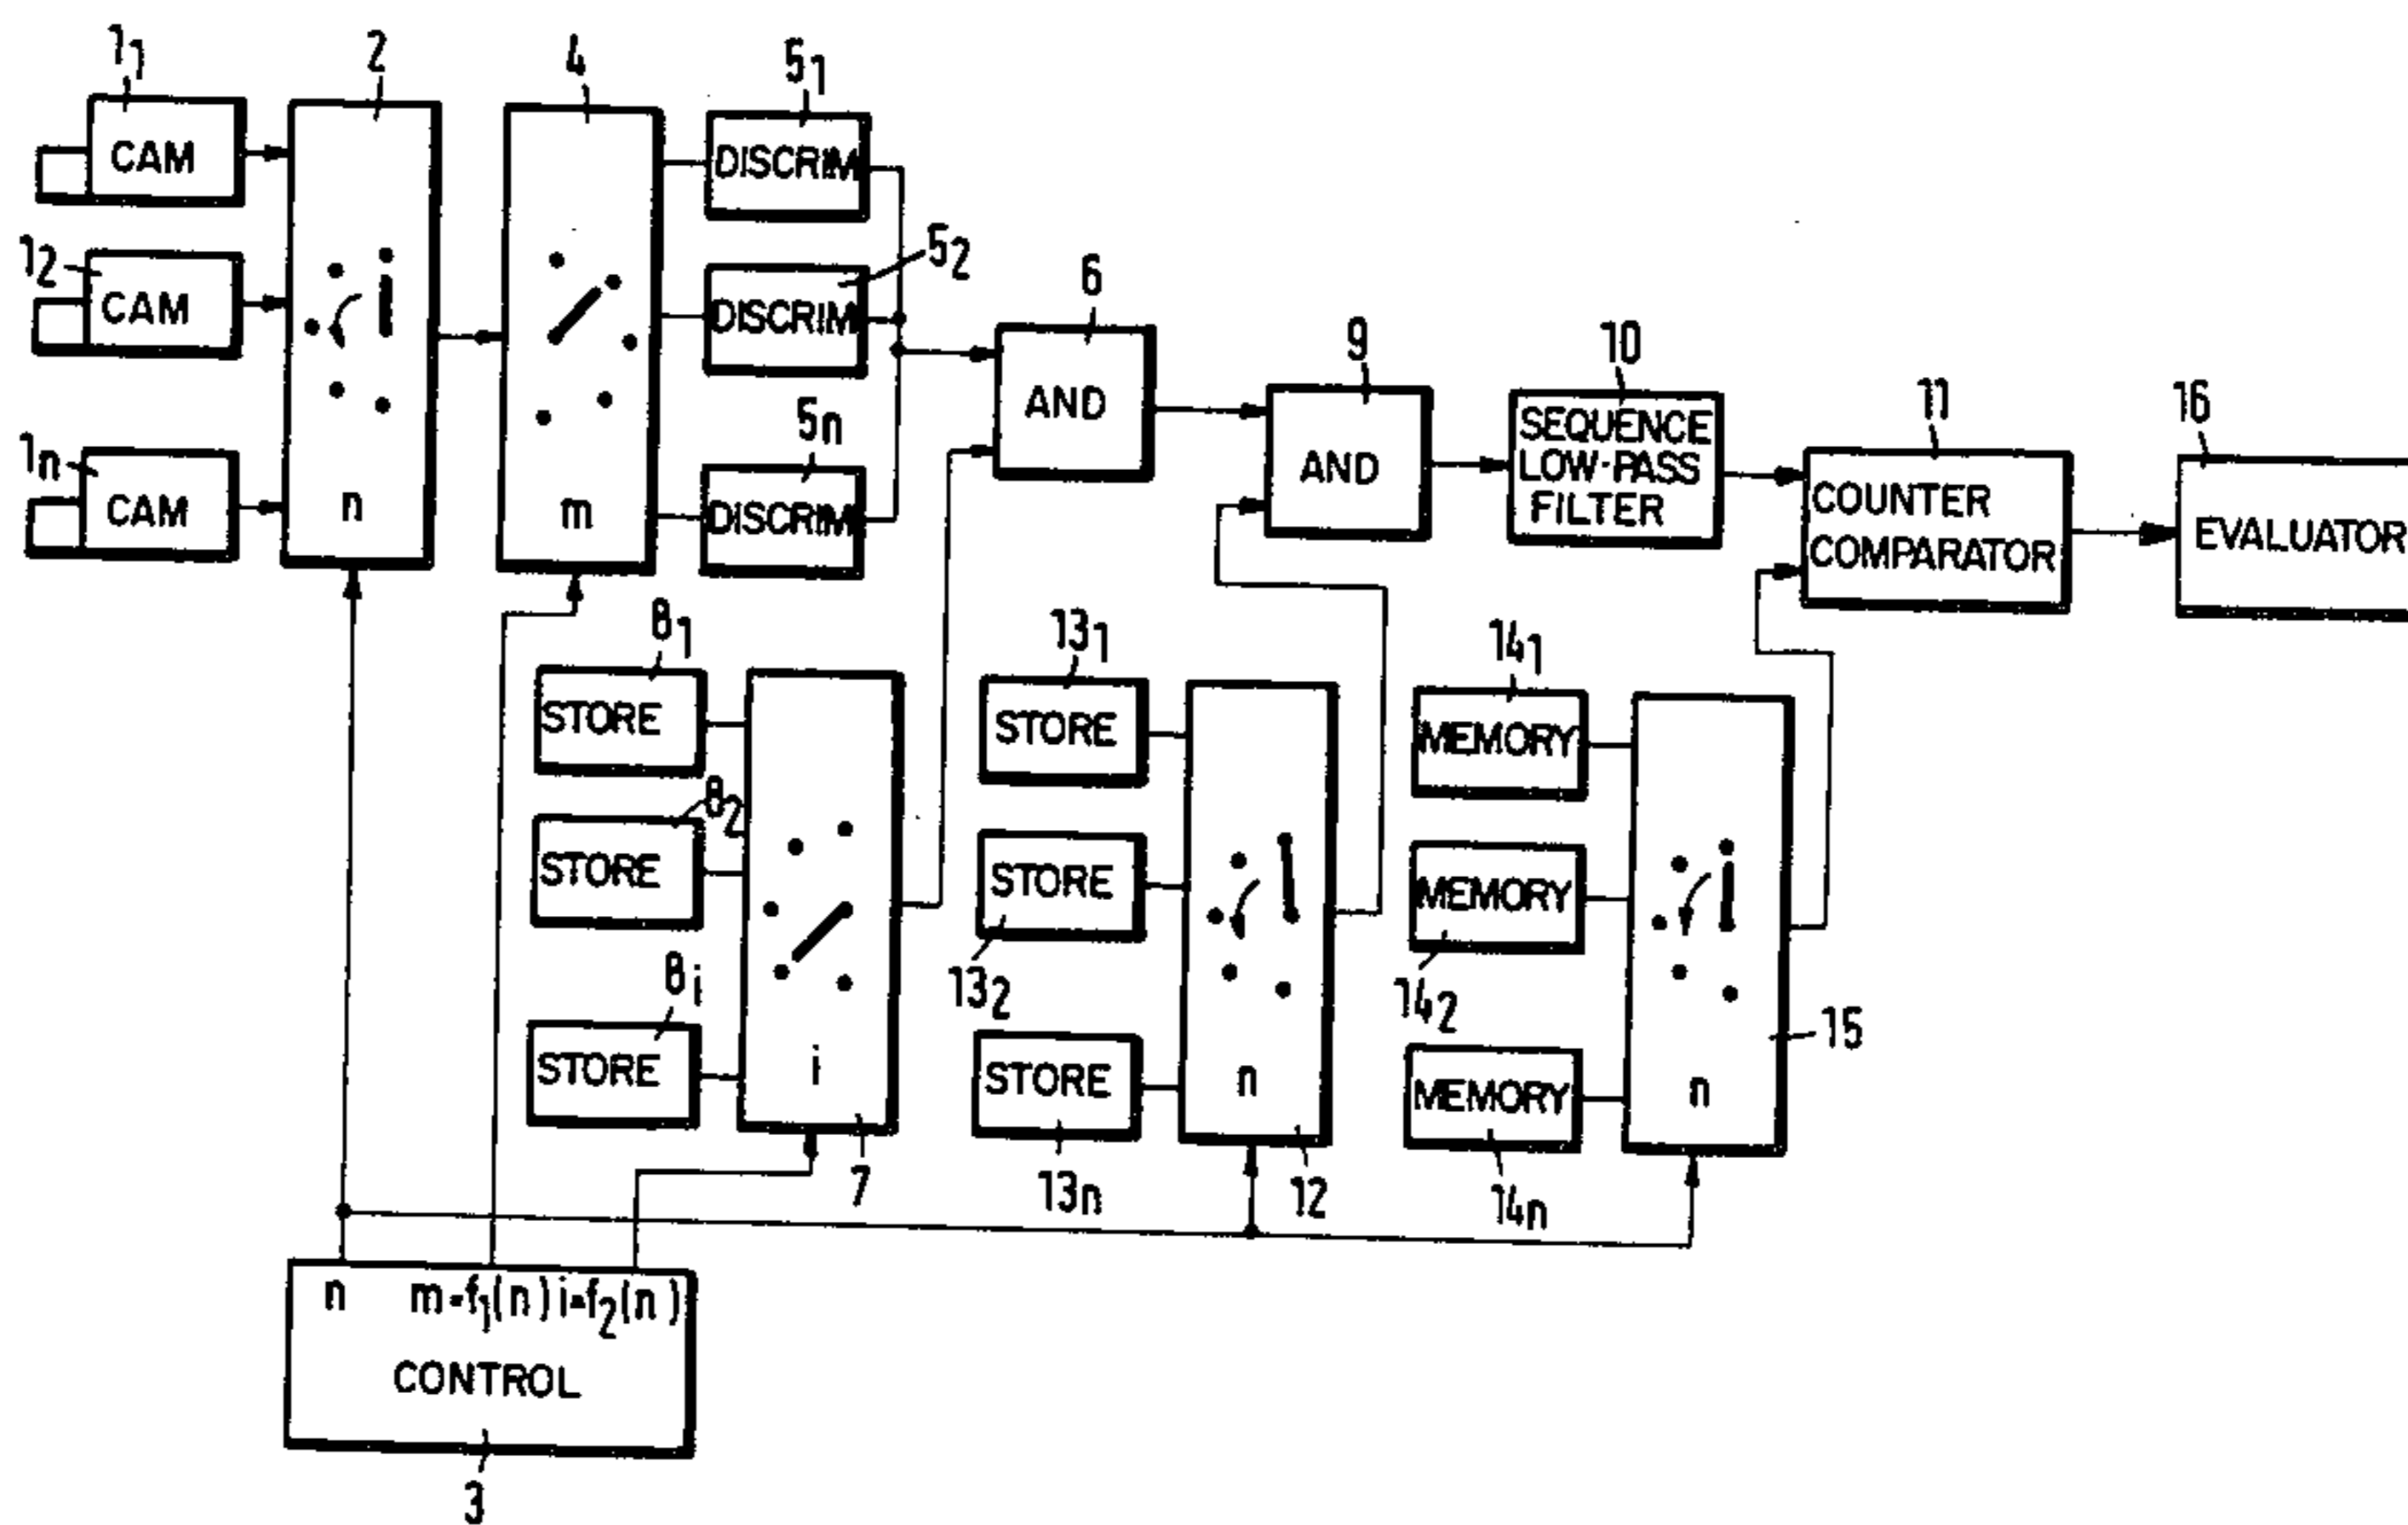 1₁
2
4
5₁
CAM
DISCRIM
1₂
CAM
DISCRIM
5₂
6
AND
9
AND
10
SEQUENCE
LOW-PASS
FILTER
11
COUNTER
COMPARATOR
16
EVALUATOR
1n
CAM
n
m
5n
DISCRIM
8₁
STORE
8₂
STORE
8i
STORE
i
7
13₁
STORE
13₂
STORE
13n
STORE
n
12
14₁
MEMORY
14₂
MEMORY
14n
MEMORY
n
15
n m=f₁(n) i=f₂(n)
CONTROL
3